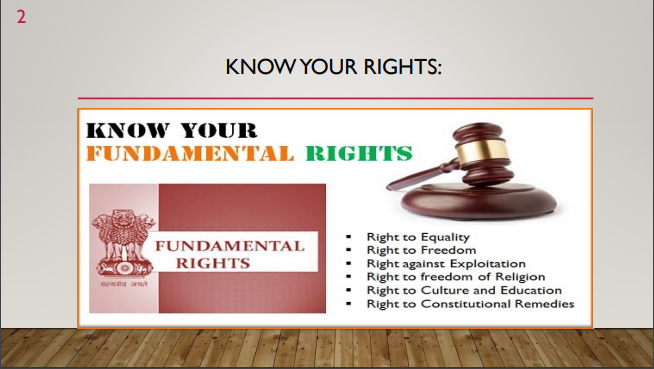 2
KNOW YOUR RIGHTS:
KNOW YOUR
FUNDAMENTAL RIGHTS
FUNDAMENTAL
RIGHTS
सत्यमेव जयते
▪ Right to Equality
▪ Right to Freedom
▪ Right against Exploitation
▪ Right to freedom of Religion
▪ Right to Culture and Education
▪ Right to Constitutional Remedies